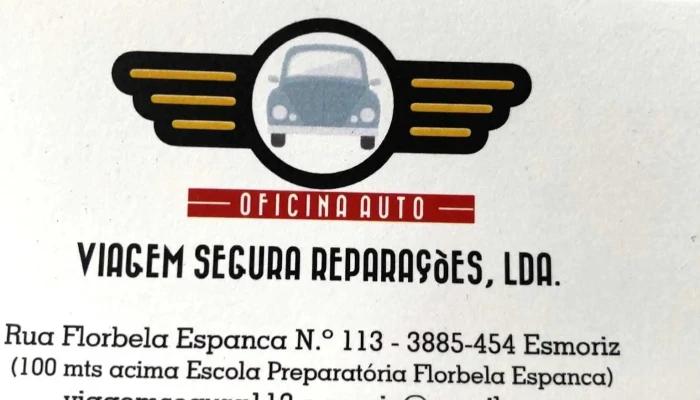 OFICINA AUTO
VIAGEM SEGURA REPARAÇÒES, LDA.
Rua Florbela Espanca N.º 113 - 3885-454 Esmoriz
(100 mts acima Escola Preparatória Florbela Espanca)